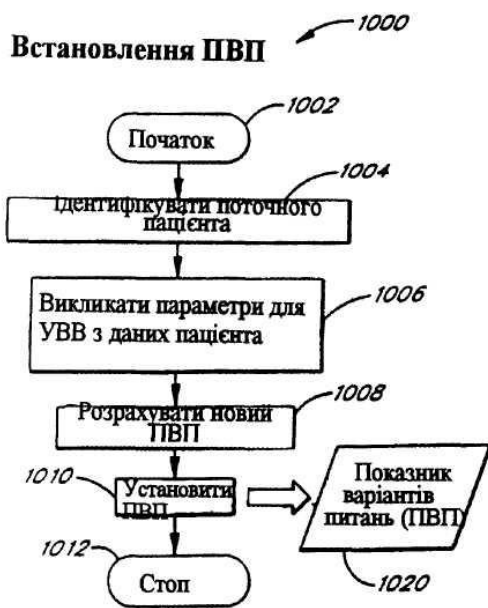 1000
Встановлення ПВП
1002
Початок
1004
Ідентифікувати поточного
пацієнта
1006
Викликати параметри для
УВВ з даних пацієнта
1008
Розрахувати новий
ПВП
1010
Установити
ПВП
Показник
варіантів
питань (ПВП)
1012
Стоп
1020